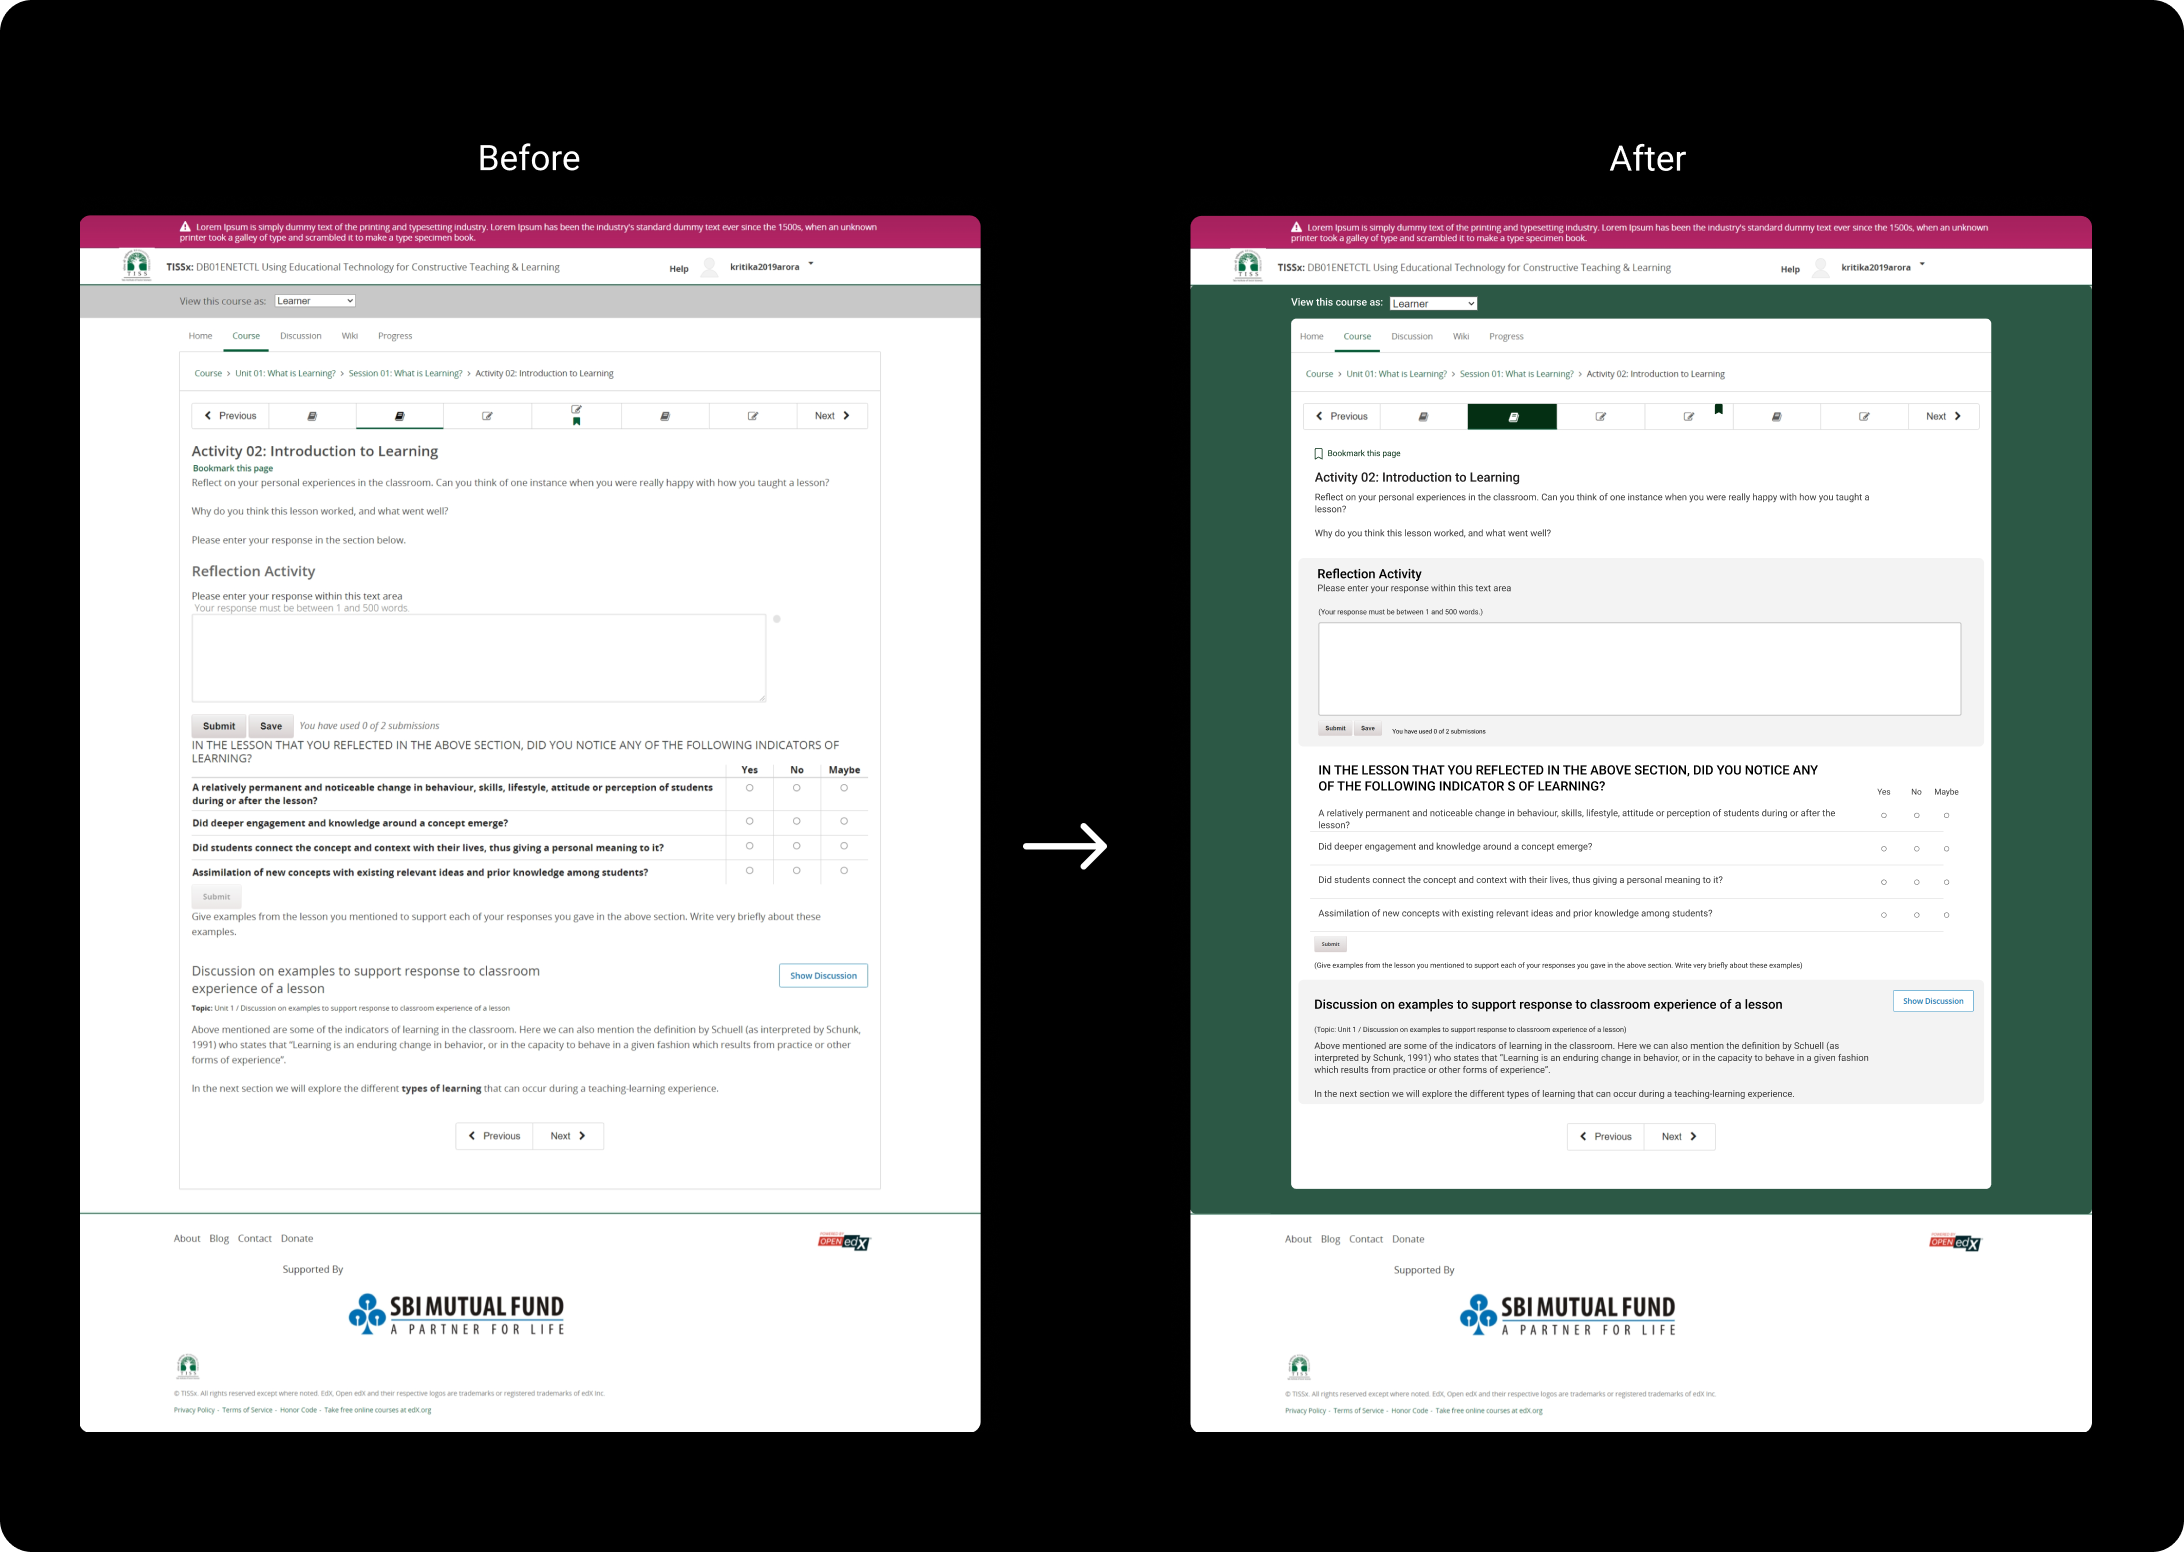 Before
Lorem Ipsum is simply dummy text of the printing and typesetting industry. Lorem Ipsum has been the industry's standard dummy text ever since the 1500s, when an unknown
printer took a galley of type and scrambled it to make a type specimen book.
TISS
TISSx: DB01ENETCTL Using Educational Technology for Constructive Teaching & Learning
Help
kritika2019arora
View this course as: Learner
Home Course Discussion Wiki Progress
Course > Unit 01: What is Learning? > Session 01: What is Learning? > Activity 02: Introduction to Learning
Previous
Next
Activity 02: Introduction to Learning
Bookmark this page
Reflect on your personal experiences in the classroom. Can you think of one instance when you were really happy with how you taught a lesson?
Why do you think this lesson worked, and what went well?
Please enter your response in the section below.
Reflection Activity
Please enter your response within this text area
Your response must be between 1 and 500 words.
Submit Save You have used 0 of 2 submissions
IN THE LESSON THAT YOU REFLECTED IN THE ABOVE SECTION, DID YOU NOTICE ANY OF THE FOLLOWING INDICATORS OF
LEARNING?
Yes No Maybe
A relatively permanent and noticeable change in behaviour, skills, lifestyle, attitude or perception of students
during or after the lesson?
Did deeper engagement and knowledge around a concept emerge?
Did students connect the concept and context with their lives, thus giving a personal meaning to it?
Assimilation of new concepts with existing relevant ideas and prior knowledge among students?
Submit
Give examples from the lesson you mentioned to support each of your responses you gave in the above section. Write very briefly about these
examples.
Discussion on examples to support response to classroom
experience of a lesson
Show Discussion
Topic: Unit 1 / Discussion on examples to support response to classroom experience of a lesson
Above mentioned are some of the indicators of learning in the classroom. Here we can also mention the definition by Schuell (as interpreted by Schunk,
1991) who states that “Learning is an enduring change in behavior, or in the capacity to behave in a given fashion which results from practice or other
forms of experience”.
In the next section we will explore the different types of learning that can occur during a teaching-learning experience.
Previous Next
About Blog Contact Donate
POWERED BY
OPEN edX
Supported By
SBI MUTUAL FUND
A PARTNER FOR LIFE
© TISSx. All rights reserved except where noted. EdX, Open edX and their respective logos are trademarks or registered trademarks of edX Inc.
Privacy Policy - Terms of Service - Honor Code - Take free online courses at edX.org
After
Lorem Ipsum is simply dummy text of the printing and typesetting industry. Lorem Ipsum has been the industry's standard dummy text ever since the 1500s, when an unknown
printer took a galley of type and scrambled it to make a type specimen book.
TISS
TISSx: DB01ENETCTL Using Educational Technology for Constructive Teaching & Learning
Help
kritika2019arora
View this course as: Learner
Home Course Discussion Wiki Progress
Course > Unit 01: What is Learning? > Session 01: What is Learning? > Activity 02: Introduction to Learning
Previous
Next
Bookmark this page
Activity 02: Introduction to Learning
Reflect on your personal experiences in the classroom. Can you think of one instance when you were really happy with how you taught a
lesson?
Why do you think this lesson worked, and what went well?
Reflection Activity
Please enter your response within this text area
(Your response must be between 1 and 500 words.)
Submit Save You have used 0 of 2 submissions
IN THE LESSON THAT YOU REFLECTED IN THE ABOVE SECTION, DID YOU NOTICE ANY
OF THE FOLLOWING INDICATOR S OF LEARNING?
Yes No Maybe
A relatively permanent and noticeable change in behaviour, skills, lifestyle, attitude or perception of students during or after the
lesson?
Did deeper engagement and knowledge around a concept emerge?
Did students connect the concept and context with their lives, thus giving a personal meaning to it?
Assimilation of new concepts with existing relevant ideas and prior knowledge among students?
Submit
(Give examples from the lesson you mentioned to support each of your responses you gave in the above section. Write very briefly about these examples)
Discussion on examples to support response to classroom experience of a lesson
Show Discussion
(Topic: Unit 1 / Discussion on examples to support response to classroom experience of a lesson)
Above mentioned are some of the indicators of learning in the classroom. Here we can also mention the definition by Schuell (as
interpreted by Schunk, 1991) who states that “Learning is an enduring change in behavior, or in the capacity to behave in a given fashion
which results from practice or other forms of experience”.
In the next section we will explore the different types of learning that can occur during a teaching-learning experience.
Previous Next
About Blog Contact Donate
POWERED BY
OPEN edX
Supported By
SBI MUTUAL FUND
A PARTNER FOR LIFE
© TISSx. All rights reserved except where noted. EdX, Open edX and their respective logos are trademarks or registered trademarks of edX Inc.
Privacy Policy - Terms of Service - Honor Code - Take free online courses at edX.org